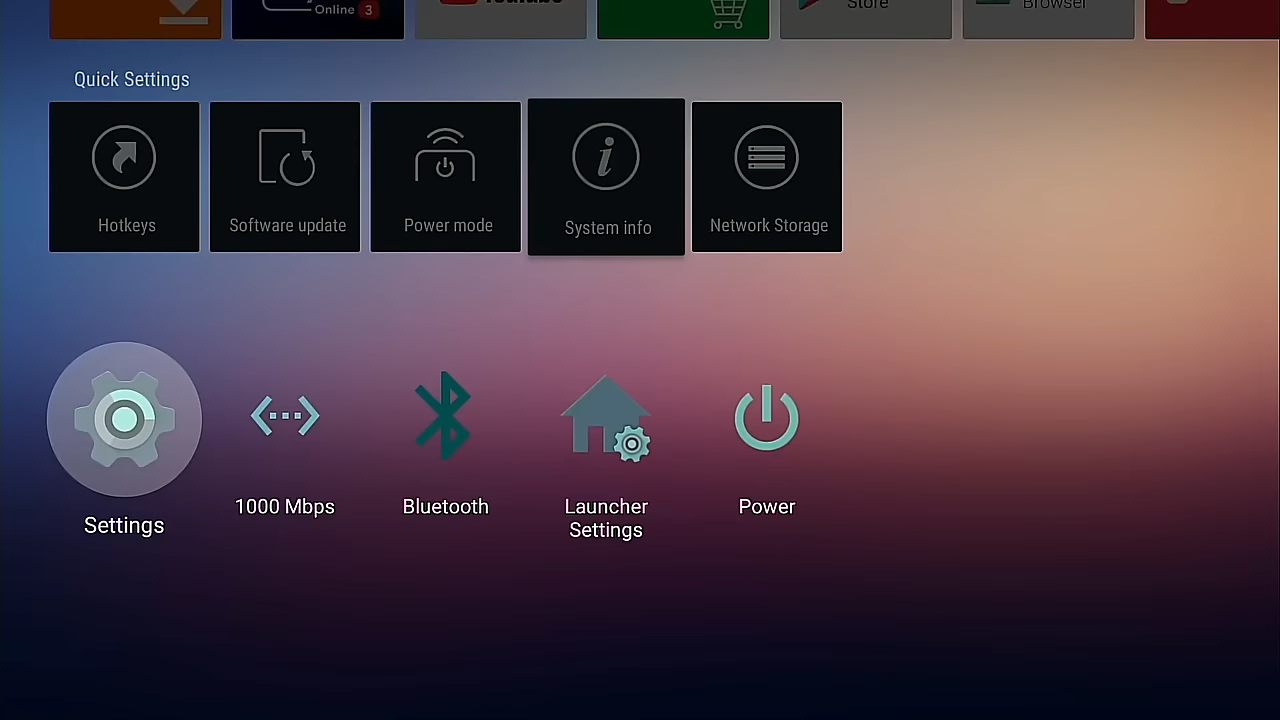 Online 3
YouTube
Store
Browser
Quick Settings
Hotkeys
Software update
Power mode
System info
Network Storage
Settings
1000 Mbps
Bluetooth
Launcher
Settings
Power